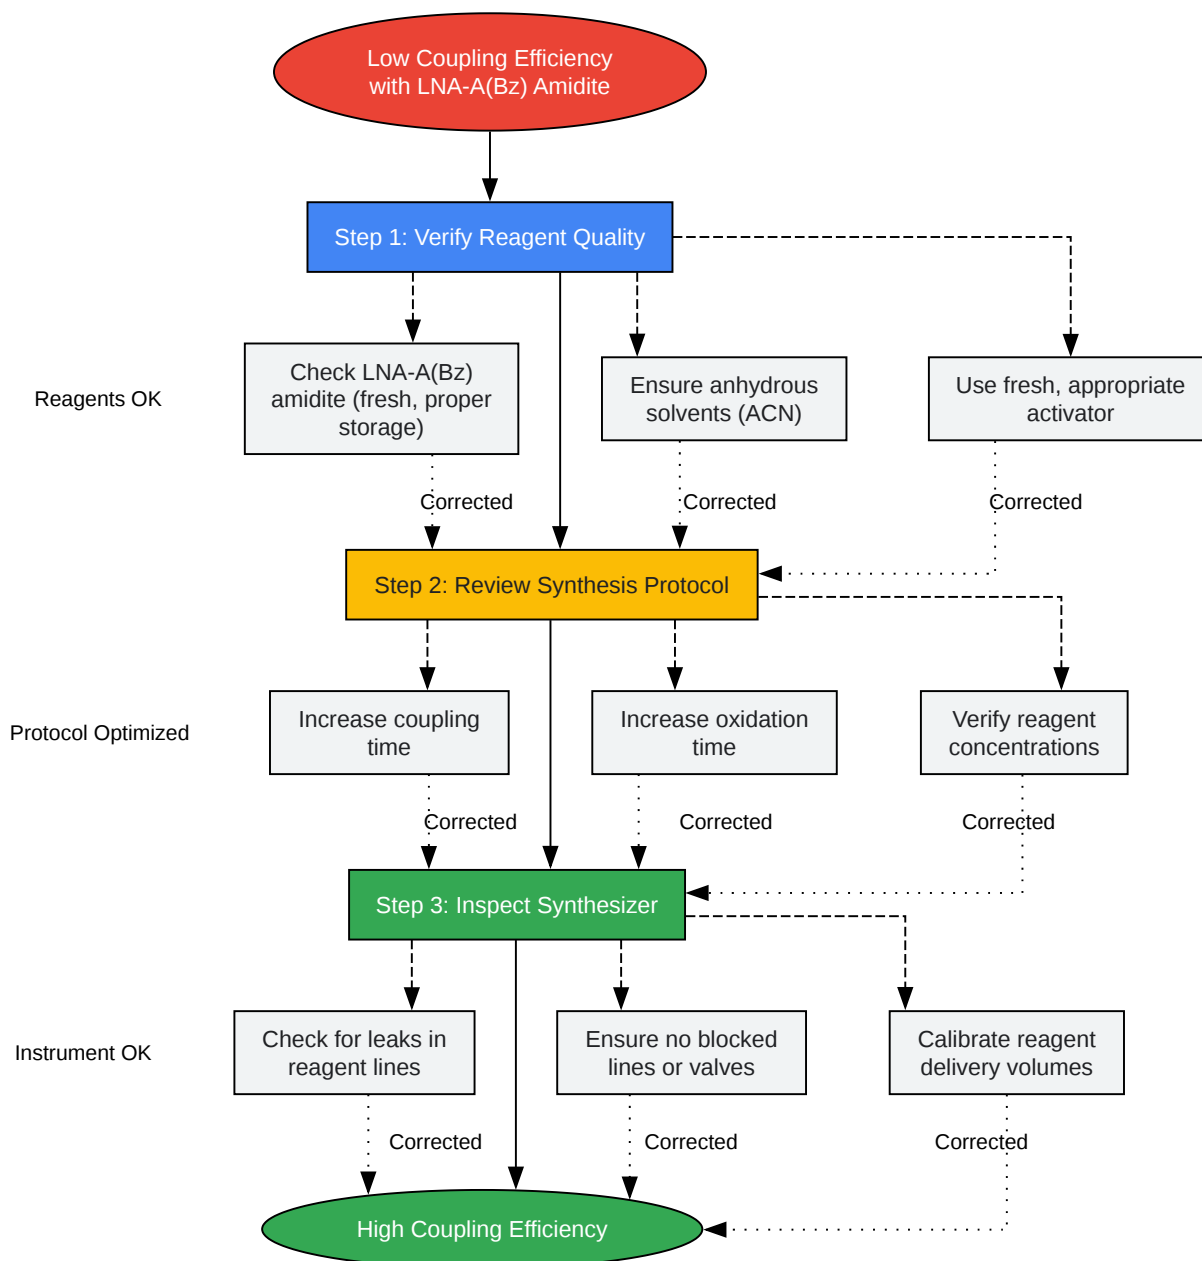 Low Coupling Efficiency
with LNA-A(Bz) Amidite
Step 1: Verify Reagent Quality
Reagents OK
Check LNA-A(Bz)
amidite (fresh, proper
storage)
Ensure anhydrous
solvents (ACN)
Use fresh, appropriate
activator
Corrected
Corrected
Corrected
Step 2: Review Synthesis Protocol
Protocol Optimized
Increase coupling
time
Increase oxidation
time
Verify reagent
concentrations
Corrected
Corrected
Corrected
Step 3: Inspect Synthesizer
Instrument OK
Check for leaks in
reagent lines
Ensure no blocked
lines or valves
Calibrate reagent
delivery volumes
Corrected
Corrected
Corrected
High Coupling Efficiency